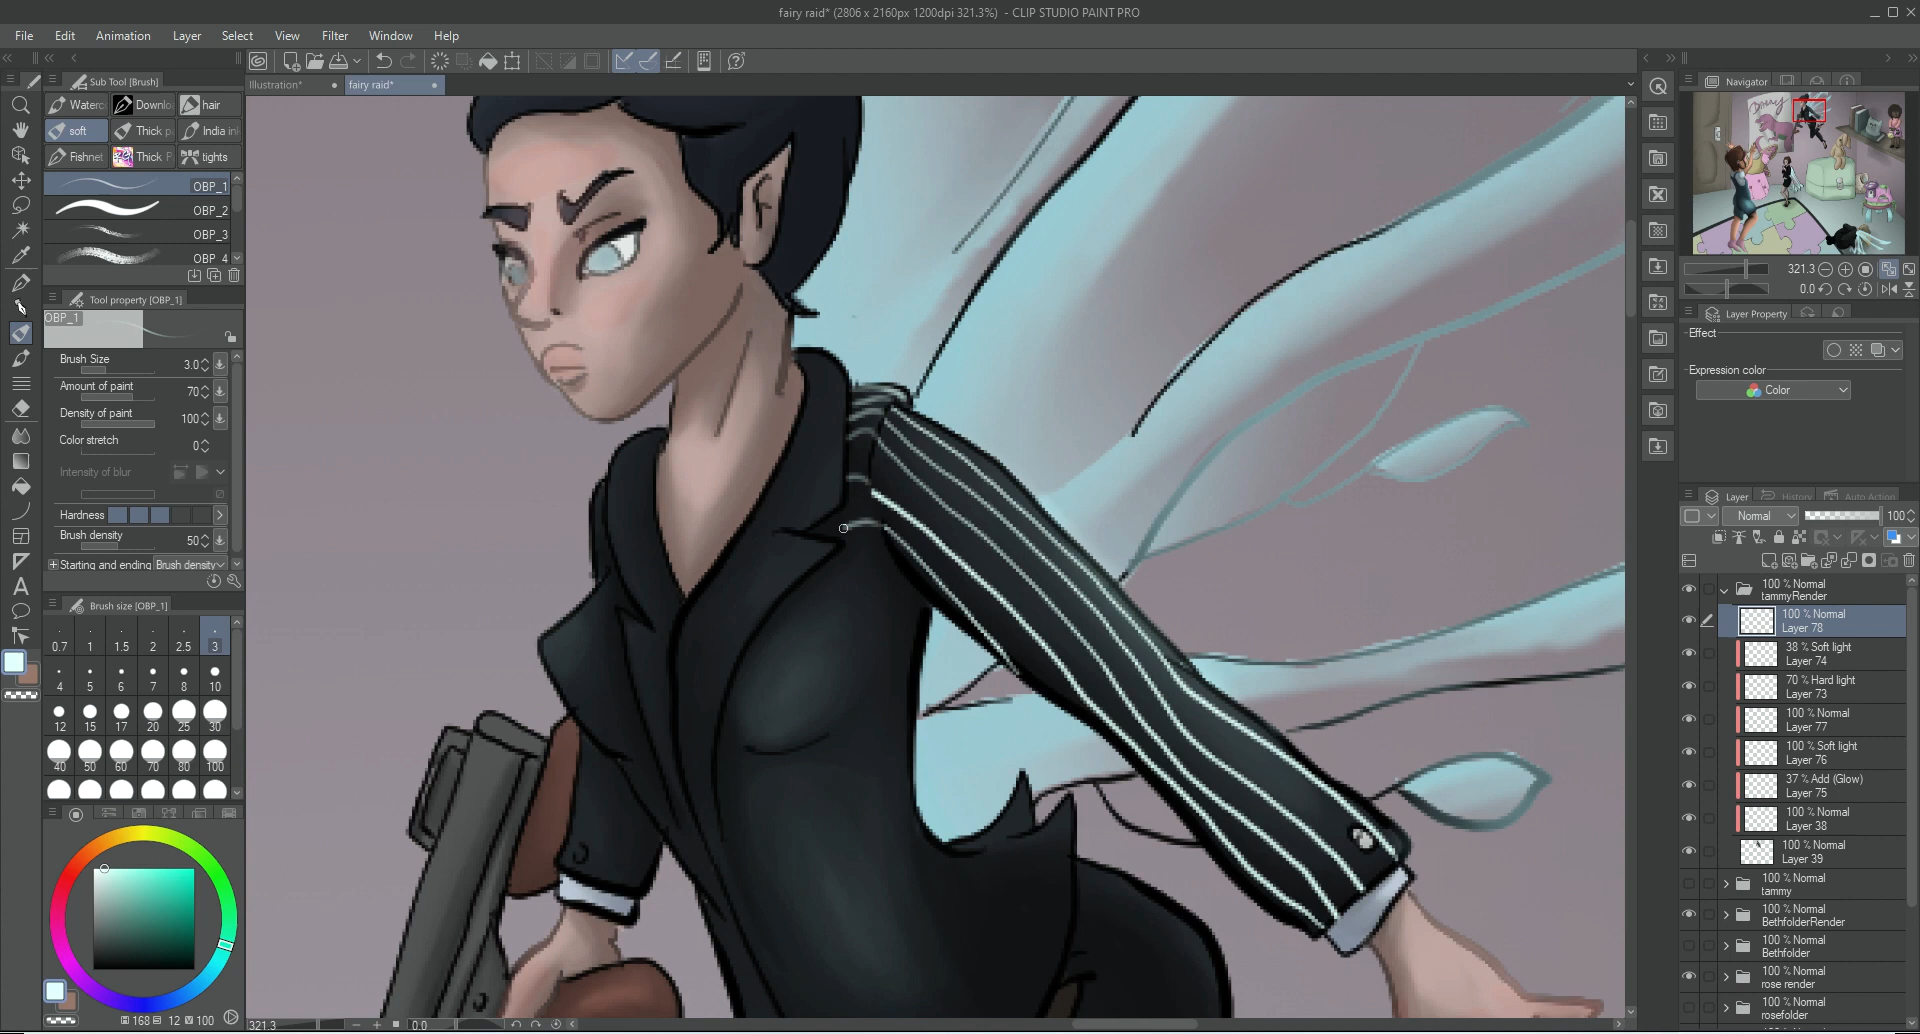 fairy raid* (2806 x 2160px 1200dpi 321.3%) - CLIP STUDIO PAINT PRO
File Edit Animation Layer Select View Filter Window Help
Sub Tool [Brush]
Illustration*
fairy raid*
Navigator
Waterc Downlo hair
soft Thick p India in
Fishnet Thick P tights
OBP_1
OBP_2
OBP_3
OBP_4
Tool property [OBP_1]
OBP_1
Brush Size 3.0
Amount of paint 70
Density of paint 100
Color stretch 0
Intensity of blur
Hardness
Brush density 50
Starting and ending Brush density
Brush size [OBP_1]
0.7 1 1.5 2 2.5 3
4 5 6 7 8 10
12 15 17 20 25 30
40 50 60 70 80 100
168 12 100
321.3 0.0
321.3
0.0
Layer Property
Effect
Expression color
Color
Layer History Auto Action
Normal 100
100 % Normal
tammyRender
100 % Normal
Layer 78
38 % Soft light
Layer 74
70 % Hard light
Layer 73
100 % Normal
Layer 77
100 % Soft light
Layer 76
37 % Add (Glow)
Layer 75
100 % Normal
Layer 38
100 % Normal
Layer 39
100 % Normal
tammy
100 % Normal
BethfolderRender
100 % Normal
Bethfolder
100 % Normal
rose render
100 % Normal
rosefolder